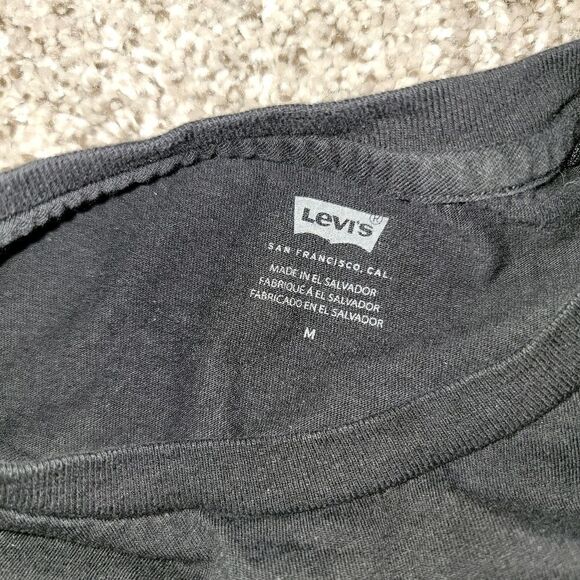 Levi's®
SAN FRANCISCO, CAL.
MADE IN EL SALVADOR
FABRIQUÉ Á EL SALVADOR
FABRICADO EN EL SALVADOR
M